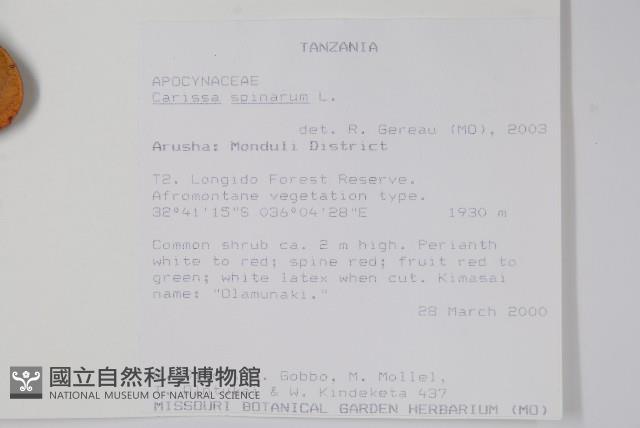 TANZANIA
APOCYNACEAE
Carissa spinarum L.
det. R. Gereau (MO), 2003
Arusha: Monduli District
T2. Longido Forest Reserve.
Afromontane vegetation type.
32°41'15"S 036°04'28"E 1930 m
Common shrub ca. 2 m high. Perianth
white to red; spine red; fruit red to
green; white latex when cut. Kimasai
name: "Olamunaki."
28 March 2000
Gobbo, M. Mollel,
& W. Kindeketa 437
MISSOURI BOTANICAL GARDEN HERBARIUM (MO)
國立自然科學博物館
NATIONAL MUSEUM OF NATURAL SCIENCE